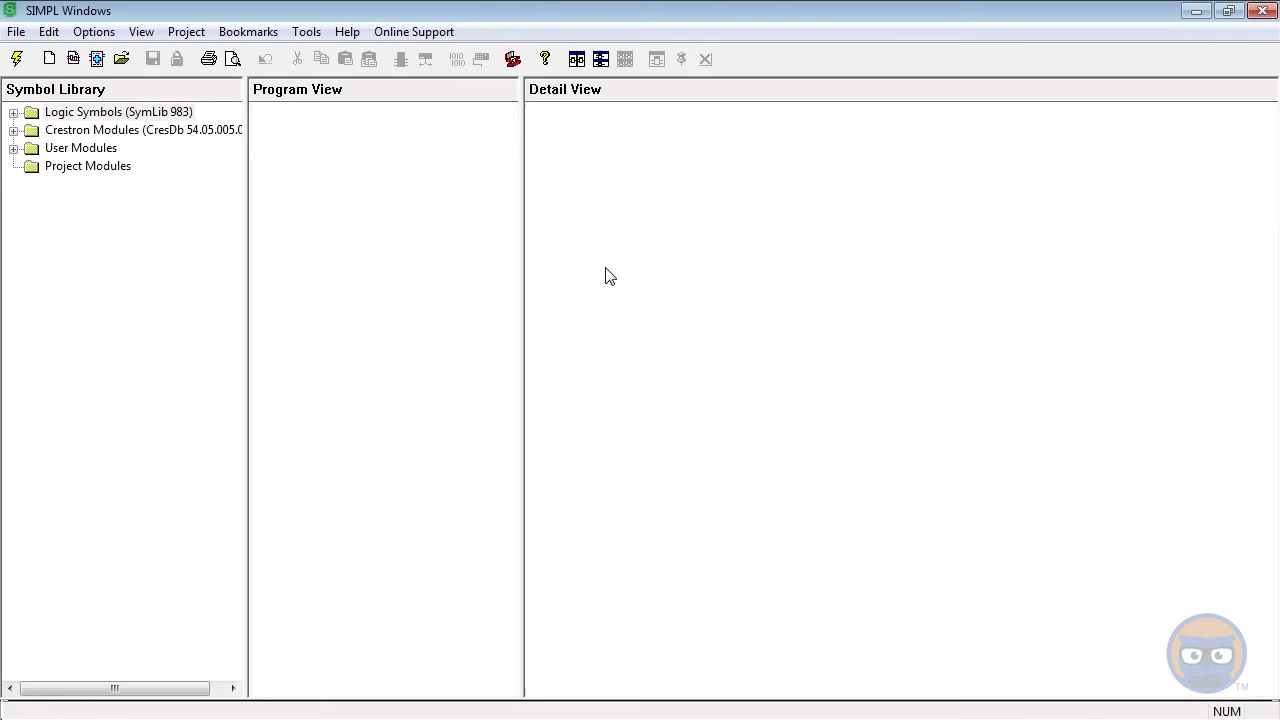 SIMPL Windows
File Edit Options View Project Bookmarks Tools Help Online Support
Symbol Library
Logic Symbols (SymLib 983)
Crestron Modules (CresDb 54.05.005.0
User Modules
Project Modules
Program View
Detail View
TM
NUM